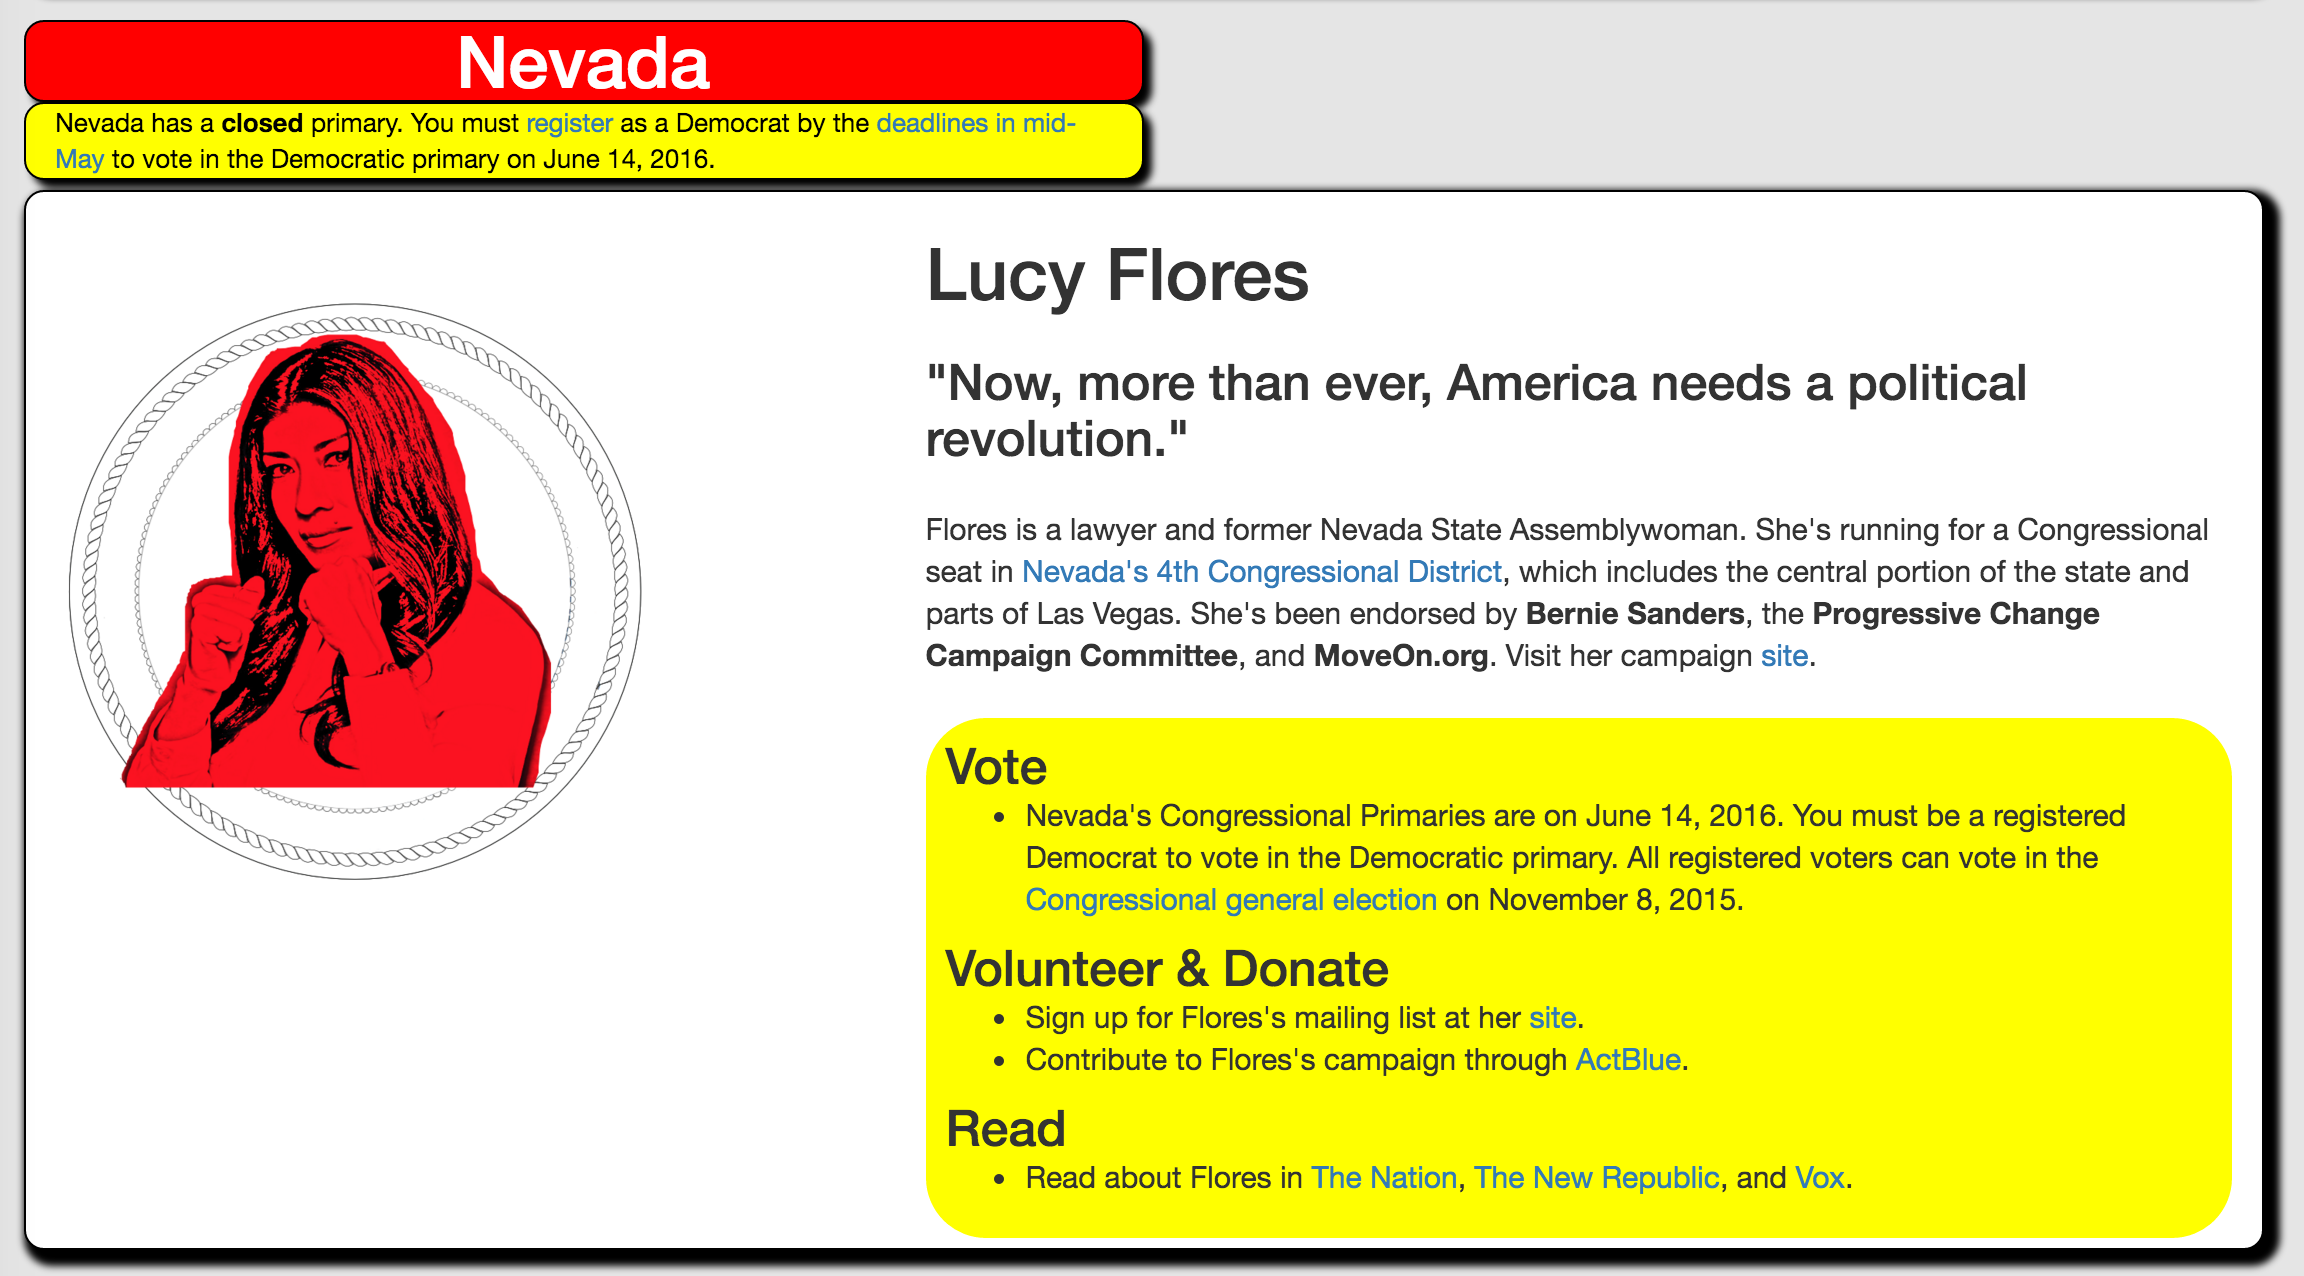 Nevada
Nevada has a closed primary. You must register as a Democrat by the deadlines in mid-
May to vote in the Democratic primary on June 14, 2016.
Lucy Flores
"Now, more than ever, America needs a political
revolution."
Flores is a lawyer and former Nevada State Assemblywoman. She's running for a Congressional
seat in Nevada's 4th Congressional District, which includes the central portion of the state and
parts of Las Vegas. She's been endorsed by Bernie Sanders, the Progressive Change
Campaign Committee, and MoveOn.org. Visit her campaign site.
Vote
• Nevada's Congressional Primaries are on June 14, 2016. You must be a registered
Democrat to vote in the Democratic primary. All registered voters can vote in the
Congressional general election on November 8, 2015.
Volunteer & Donate
• Sign up for Flores's mailing list at her site.
• Contribute to Flores's campaign through ActBlue.
Read
• Read about Flores in The Nation, The New Republic, and Vox.